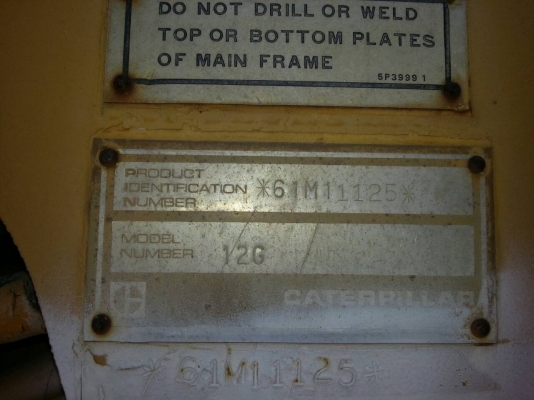 DO NOT DRILL OR WELD
TOP OR BOTTOM PLATES
OF MAIN FRAME
5P3999 1
PRODUCT
IDENTIFICATION
NUMBER *61M11125*
MODEL
NUMBER 12G
CATERPILLAR
*61M11125*